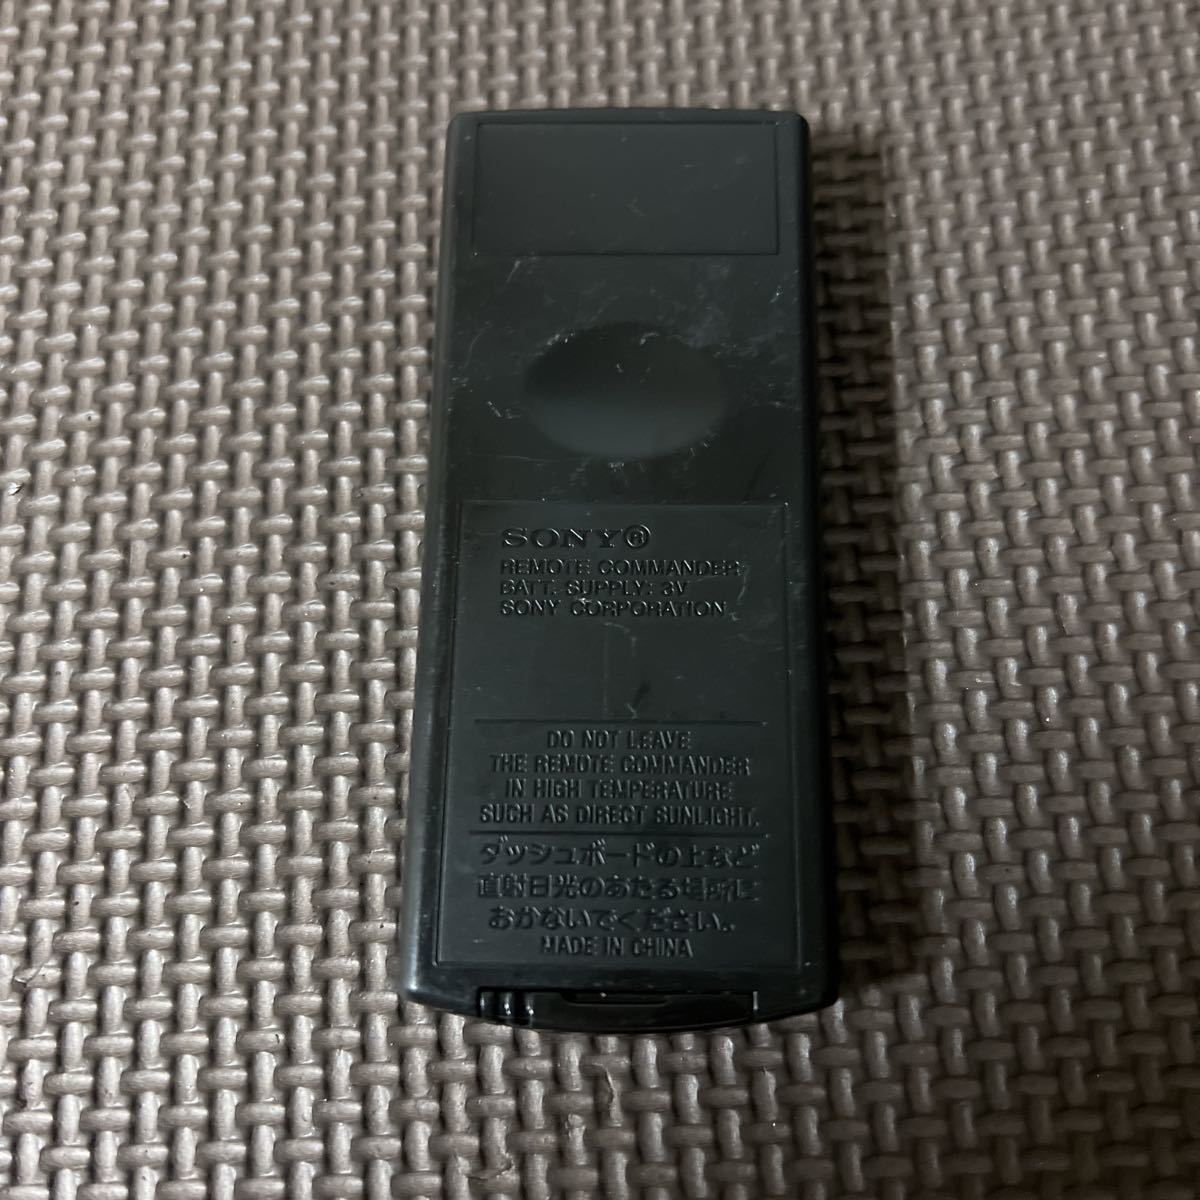 SONY®
REMOTE COMMANDER
BATT. SUPPLY: 3V
SONY CORPORATION
DO NOT LEAVE
THE REMOTE COMMANDER
IN HIGH TEMPERATURE
SUCH AS DIRECT SUNLIGHT.
ダッシュボードの上など
直射日光のあたる場所に
おかないでください。
MADE IN CHINA